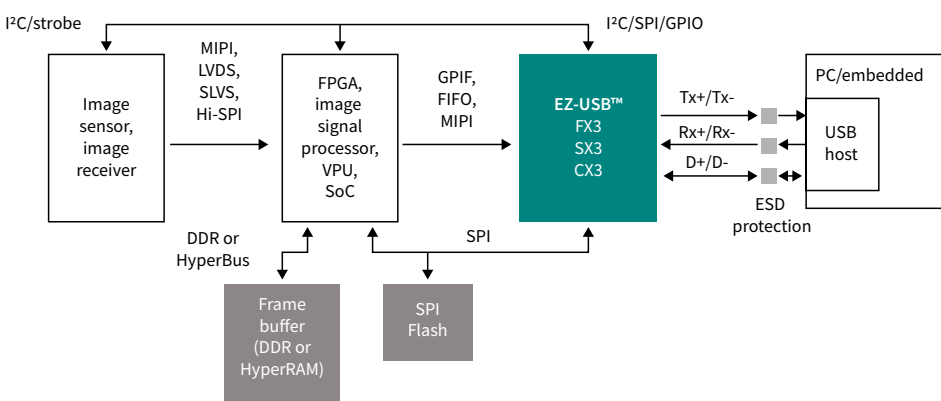 I²C/strobe
I²C/SPI/GPIO
Image
sensor,
image
receiver
MIPI,
LVDS,
SLVS,
Hi-SPI
FPGA,
image
signal
processor,
VPU,
SoC
GPIF,
FIFO,
MIPI
EZ-USB™
FX3
SX3
CX3
Tx+/Tx-
Rx+/Rx-
D+/D-
ESD
protection
PC/embedded
USB
host
DDR or
HyperBus
SPI
Frame
buffer
(DDR or
HyperRAM)
SPI
Flash